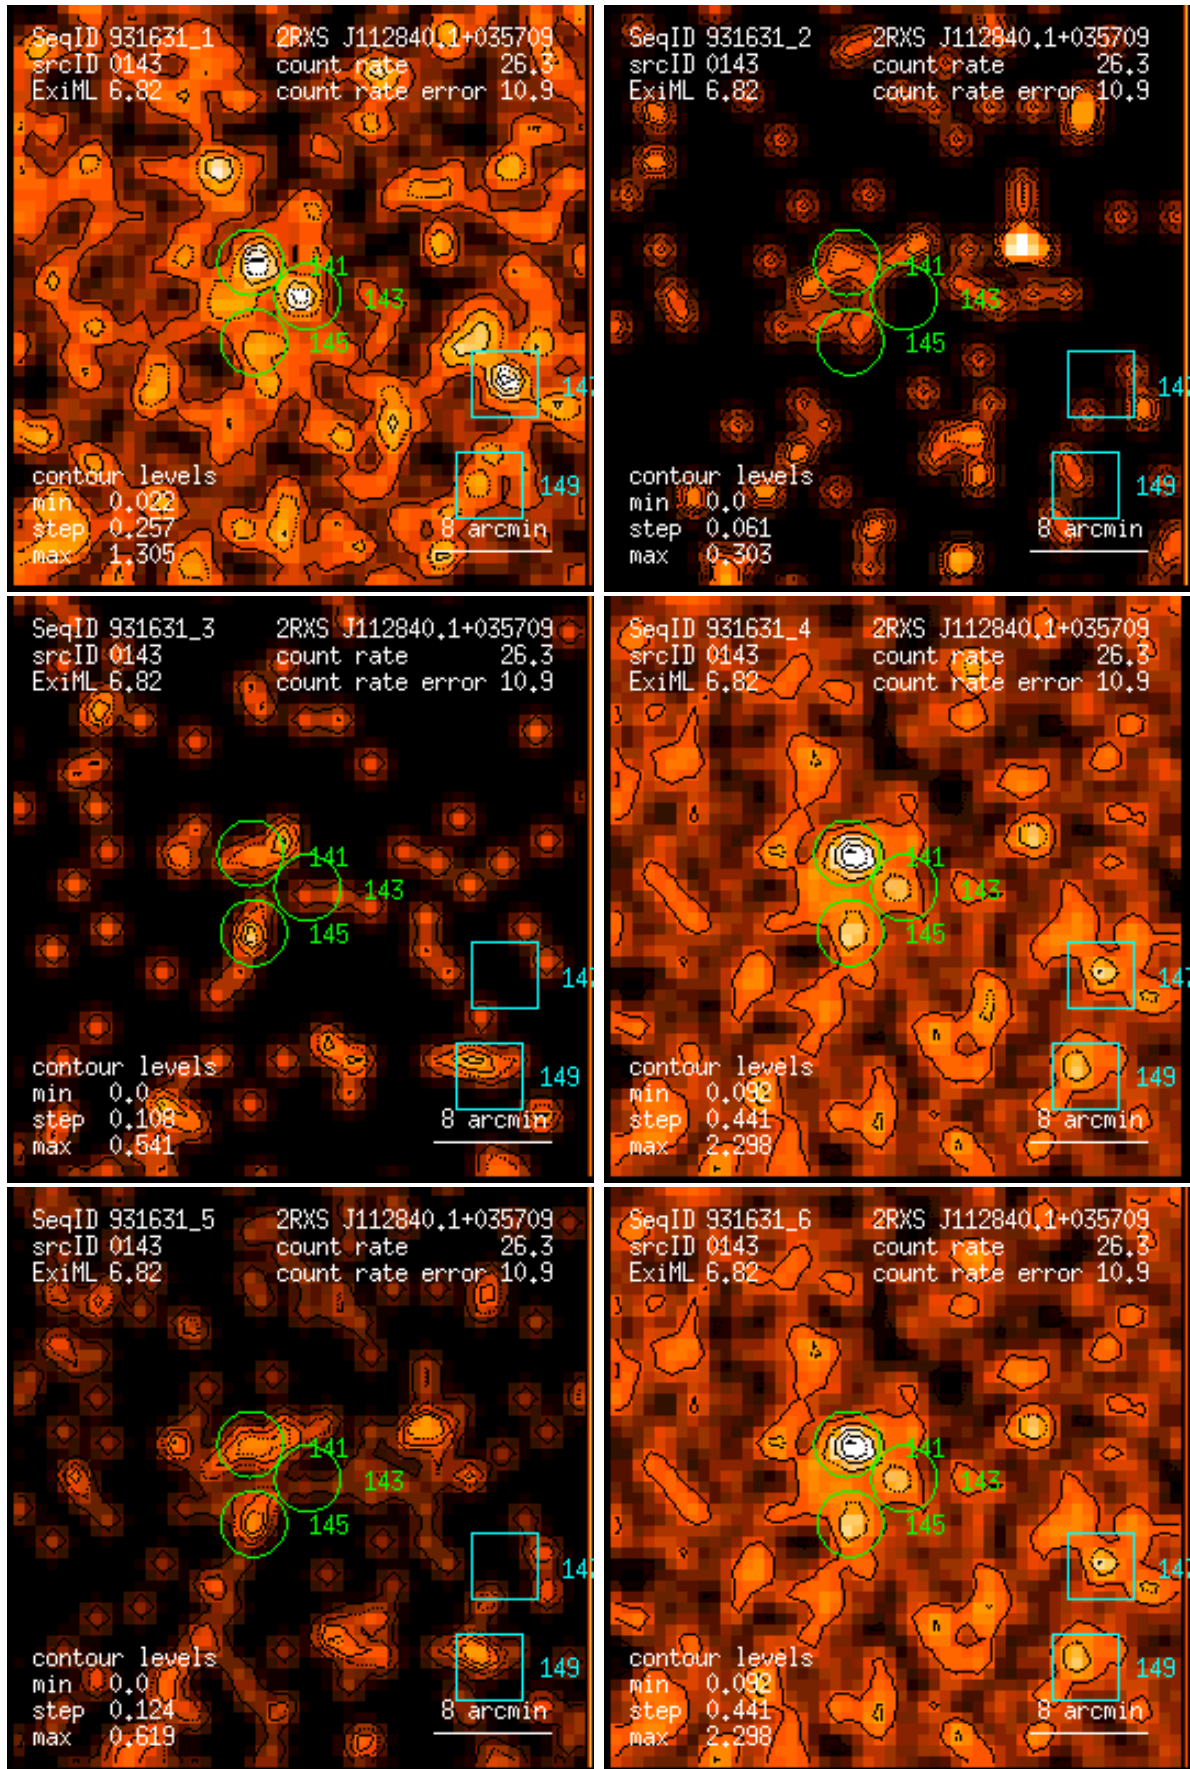 SeqID 931631_1 2RXS J112840.1+035709
srcID 0143 count rate 26.3
ExiML 6.82 count rate error 10.9
141
143
145
147
149
contour levels
min 0.022
step 0.257
max 1.305
8 arcmin
SeqID 931631_2 2RXS J112840.1+035709
srcID 0143 count rate 26.3
ExiML 6.82 count rate error 10.9
141
143
145
147
149
contour levels
min 0.0
step 0.061
max 0.303
8 arcmin
SeqID 931631_3 2RXS J112840.1+035709
srcID 0143 count rate 26.3
ExiML 6.82 count rate error 10.9
141
143
145
147
149
contour levels
min 0.0
step 0.108
max 0.541
8 arcmin
SeqID 931631_4 2RXS J112840.1+035709
srcID 0143 count rate 26.3
ExiML 6.82 count rate error 10.9
141
143
145
147
149
contour levels
min 0.092
step 0.441
max 2.298
8 arcmin
SeqID 931631_5 2RXS J112840.1+035709
srcID 0143 count rate 26.3
ExiML 6.82 count rate error 10.9
141
143
145
147
149
contour levels
min 0.0
step 0.124
max 0.619
8 arcmin
SeqID 931631_6 2RXS J112840.1+035709
srcID 0143 count rate 26.3
ExiML 6.82 count rate error 10.9
141
143
145
147
149
contour levels
min 0.092
step 0.441
max 2.298
8 arcmin